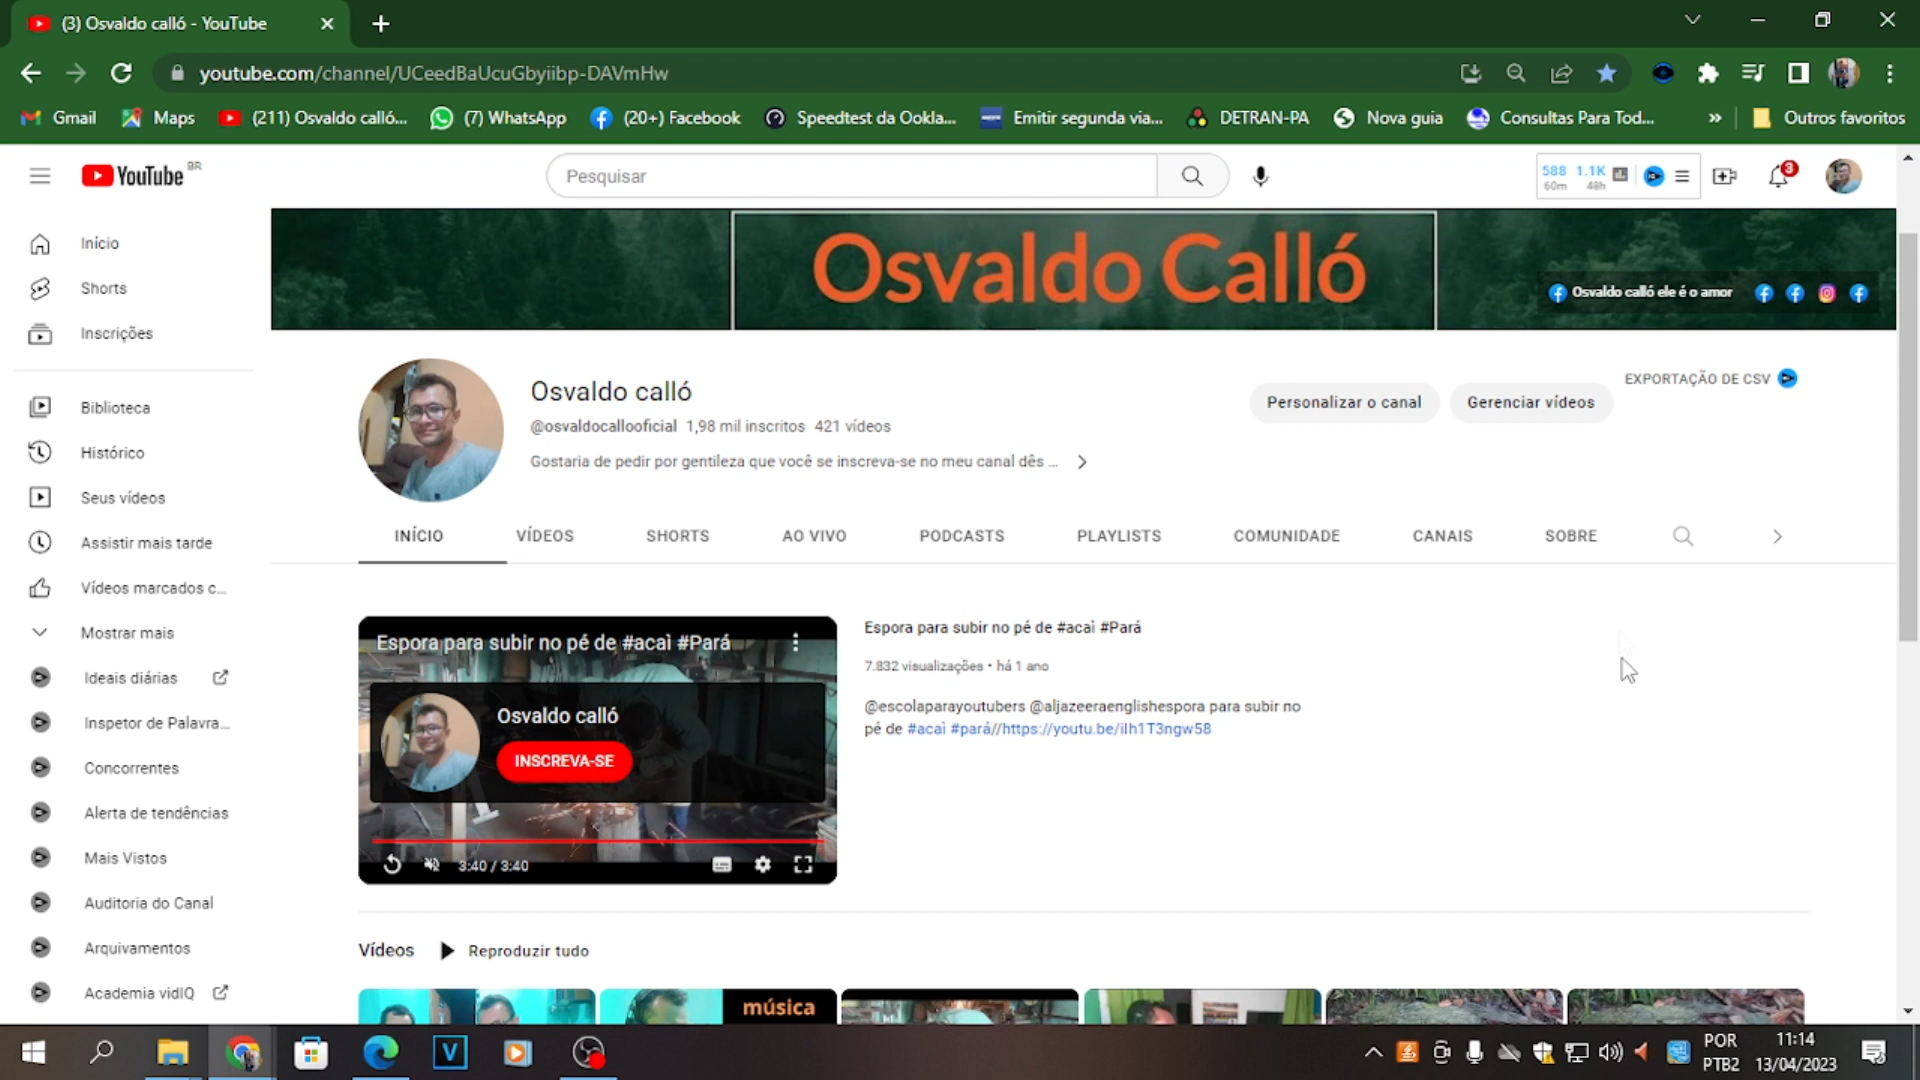 (3) Osvaldo calló - YouTube
youtube.com/channel/UCeedBaUcuGbyiibp-DAVmHw
Gmail
Maps
(211) Osvaldo calló...
(7) WhatsApp
(20+) Facebook
Speedtest da Ookla...
Emitir segunda via...
DETRAN-PA
Nova guia
Consultas Para Tod...
»
Outros favoritos
YouTube BR
Pesquisar
588 1.1K
60m 48h
3
Início
Shorts
Inscrições
Biblioteca
Histórico
Seus vídeos
Assistir mais tarde
Vídeos marcados c...
Mostrar mais
Ideais diárias
Inspetor de Palavra...
Concorrentes
Alerta de tendências
Mais Vistos
Auditoria do Canal
Arquivamentos
Academia vidIQ
Osvaldo Calló
Osvaldo calló ele é o amor
Osvaldo calló
@osvaldocallooficial 1,98 mil inscritos 421 vídeos
Gostaria de pedir por gentileza que você se inscreva-se no meu canal dês ...
Personalizar o canal
Gerenciar vídeos
EXPORTAÇÃO DE CSV
INÍCIO
VÍDEOS
SHORTS
AO VIVO
PODCASTS
PLAYLISTS
COMUNIDADE
CANAIS
SOBRE
Espora para subir no pé de #acaì #Pará
Osvaldo calló
INSCREVA-SE
3:40 / 3:40
Espora para subir no pé de #acaì #Pará
7.832 visualizações • há 1 ano
@escolaparayoutubers @aljazeeraenglishespora para subir no
pé de #acaì #pará//https://youtu.be/ilh1T3ngw58
Vídeos
Reproduzir tudo
música
V
POR
PTB2
11:14
13/04/2023